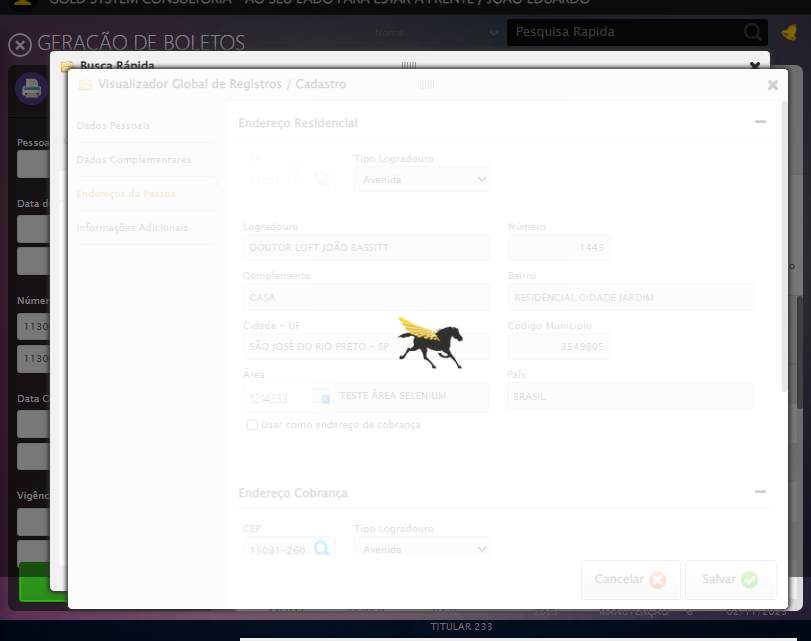 GOLD SYSTEM CONSULTORIA - AO SEU LADO PARA ESTAR À FRENTE / JOÃO EDUARDO
GERAÇÃO DE BOLETOS
Nome
Pesquisa Rapida
Busca Rápida
Visualizador Global de Registros / Cadastro
Dados Pessoais
Dados Complementares
Endereços da Pessoa
Informações Adicionais
Endereço Residencial
CEP
Tipo Logradouro
15081-260
Avenida
Logradouro
Número
DOUTOR LOFT JOÃO BASSITT
1443
Complemento
Bairro
CASA
RESIDENCIAL CIDADE JARDIM
Cidade - UF
Código Município
SÃO JOSÉ DO RIO PRETO - SP
3549805
Área
País
1214333
TESTE ÁREA SELENIUM
BRASIL
Usar como endereço de cobrança
Endereço Cobrança
CEP
Tipo Logradouro
15081-260
Avenida
Cancelar
Salvar
Pessoa
Data d
Número
1130
1130
Data C
Vigênc
2023
MANUTENÇÃO
6
02/11/2023
TITULAR 233